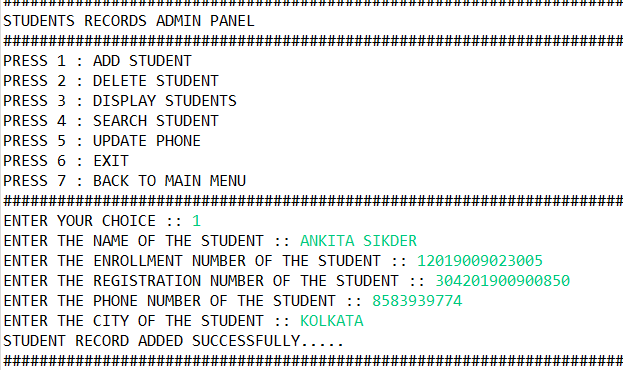 #####################################################################
STUDENTS RECORDS ADMIN PANEL
#####################################################################
PRESS 1 : ADD STUDENT
PRESS 2 : DELETE STUDENT
PRESS 3 : DISPLAY STUDENTS
PRESS 4 : SEARCH STUDENT
PRESS 5 : UPDATE PHONE
PRESS 6 : EXIT
PRESS 7 : BACK TO MAIN MENU
#####################################################################
ENTER YOUR CHOICE :: 1
ENTER THE NAME OF THE STUDENT :: ANKITA SIKDER
ENTER THE ENROLLMENT NUMBER OF THE STUDENT :: 12019009023005
ENTER THE REGISTRATION NUMBER OF THE STUDENT :: 304201900900850
ENTER THE PHONE NUMBER OF THE STUDENT :: 8583939774
ENTER THE CITY OF THE STUDENT :: KOLKATA
STUDENT RECORD ADDED SUCCESSFULLY.....
#####################################################################